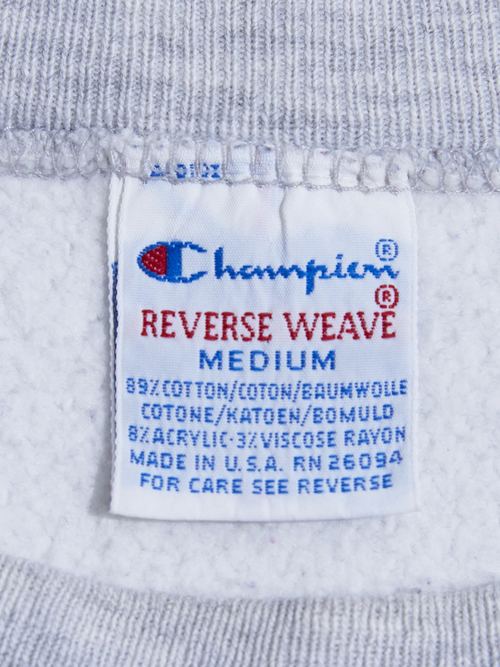 Champion®
REVERSE WEAVE®
MEDIUM
89% COTTON/COTON/BAUMWOLLE
COTONE/KATOEN/BOMULD
8% ACRYLIC·3% VISCOSE RAYON
MADE IN U.S.A. RN 26094
FOR CARE SEE REVERSE